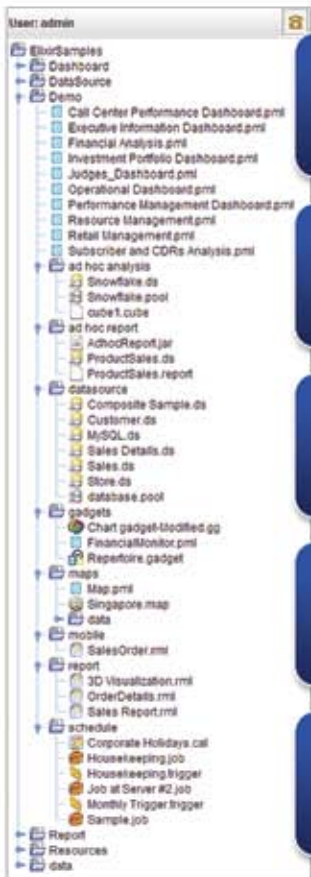 User: admin
ElixirSamples
Dashboard
DataSource
Demo
Call Center Performance Dashboard.pml
Executive Information Dashboard.pml
Financial Analysis.pml
Investment Portfolio Dashboard.pml
Judges_Dashboard.pml
Operational Dashboard.pml
Performance Management Dashboard.pml
Resource Management.pml
Retail Management.pml
Subscriber and CDRs Analysis.pml
ad hoc analysis
Snowflake.ds
Snowflake.pool
cube1.cube
ad hoc report
AdhocReport.jar
ProductSales.ds
ProductSales.report
datasource
Composite Sample.ds
Customer.ds
MySQL.ds
Sales Details.ds
Sales.ds
Store.ds
database.pool
gadgets
Chart gadget-Modified.gg
FinancialMonitor.pml
Repertoire.gadget
maps
Map.pml
Singapore.map
data
mobile
SalesOrder.rml
report
3D Visualization.rml
OrderDetails.rml
Sales Report.rml
schedule
Corporate Holidays.cal
Housekeeping.job
Housekeeping.trigger
Job at Server #2.job
Monthly Trigger.trigger
Sample.job
Report
Resources
data